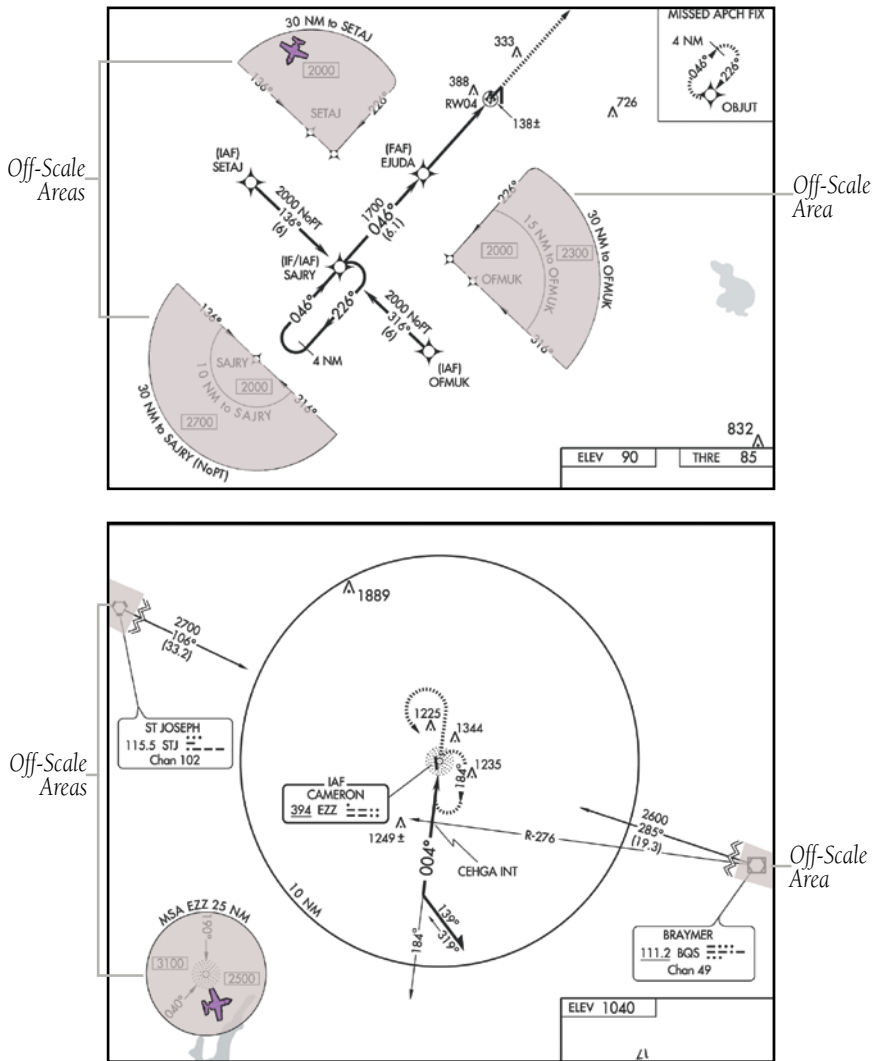 30 NM to SETAJ
2000
136°
SETAJ
226°
MISSED APCH FIX
4 NM
046°
226°
OBJUT
333
388
RW04
138±
726
(IAF)
SETAJ
(FAF)
EJUDA
Off-Scale
Areas
Off-Scale
Area
2000 NoPT
136°
(6)
1700
046°
(6.1)
(IF/IAF)
SAJRY
046°
226°
4 NM
2000 NoPT
316°
(6)
(IAF)
OFMUK
226°
2000
15 NM to OFMUK
2300
30 NM to OFMUK
OFMUK
316°
136°
SAJRY
2000
10 NM to SAJRY
316°
2700
30 NM to SAJRY (NoPT)
832
ELEV 90
THRE 85
1889
2700
106°
(33.2)
ST JOSEPH
115.5 STJ
Chan 102
1225
1344
1235
184°
IAF
CAMERON
394 EZZ
1249±
004°
R-276
CEHGA INT
2600
285°
(19.3)
Off-Scale
Areas
Off-Scale
Area
10 NM
139°
319°
184°
BRAYMER
111.2 BQS
Chan 49
MSA EZZ 25 NM
190°
3100
2500
040°
ELEV 1040
17